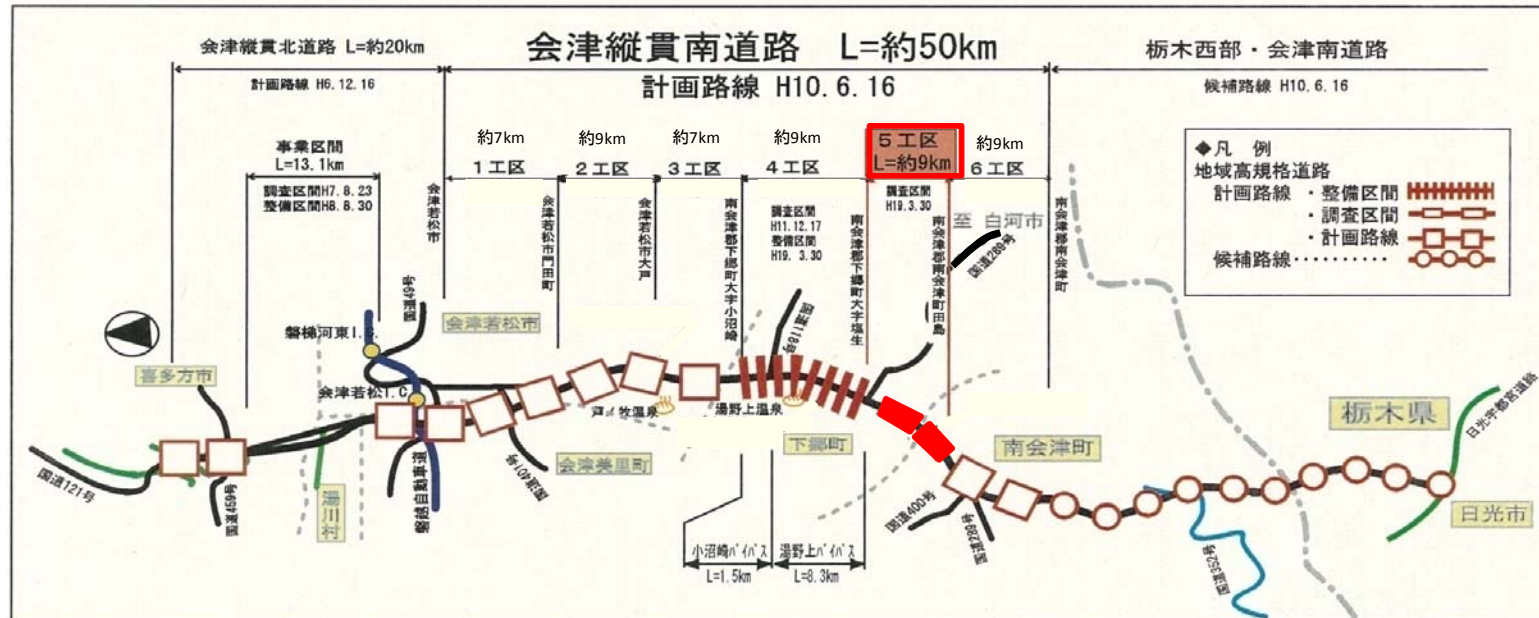 会津縦貫北道路 L=約20km
計画路線 H6.12.16
会津縦貫南道路 L=約50km
計画路線 H10.6.16
栃木西部・会津南道路
候補路線 H10.6.16
事業区間
L=13.1km
調査区間H7.8.23
整備区間H8.8.30
約7km
1工区
約9km
2工区
約7km
3工区
約9km
4工区
5工区
L=約9km
約9km
6工区
会津若松市
会津若松市門田町
会津若松市大戸
南会津郡下郷町大字小沼崎
調査区間
H11.12.17
整備区間
H19.3.30
南会津郡下郷町大字塩生
調査区間
H19.3.30
南会津郡南会津町田島
至 白河市
国道289号
南会津郡南会津町
◆凡 例
地域高規格道路
計画路線 ・整備区間
・調査区間
・計画路線
候補路線‥‥‥‥‥
喜多方市
磐梯河東I.C.
国道49号
会津若松市
会津若松I.C
国道121号
国道459号
湯川村
磐越自動車道
国道401号
会津美里町
芦ノ牧温泉
湯野上温泉
国道118号
下郷町
南会津町
国道400号
国道289号
国道352号
栃木県
日光宇都宮道路
日光市
小沼崎バイパス
L=1.5km
湯野上バイパス
L=8.3km